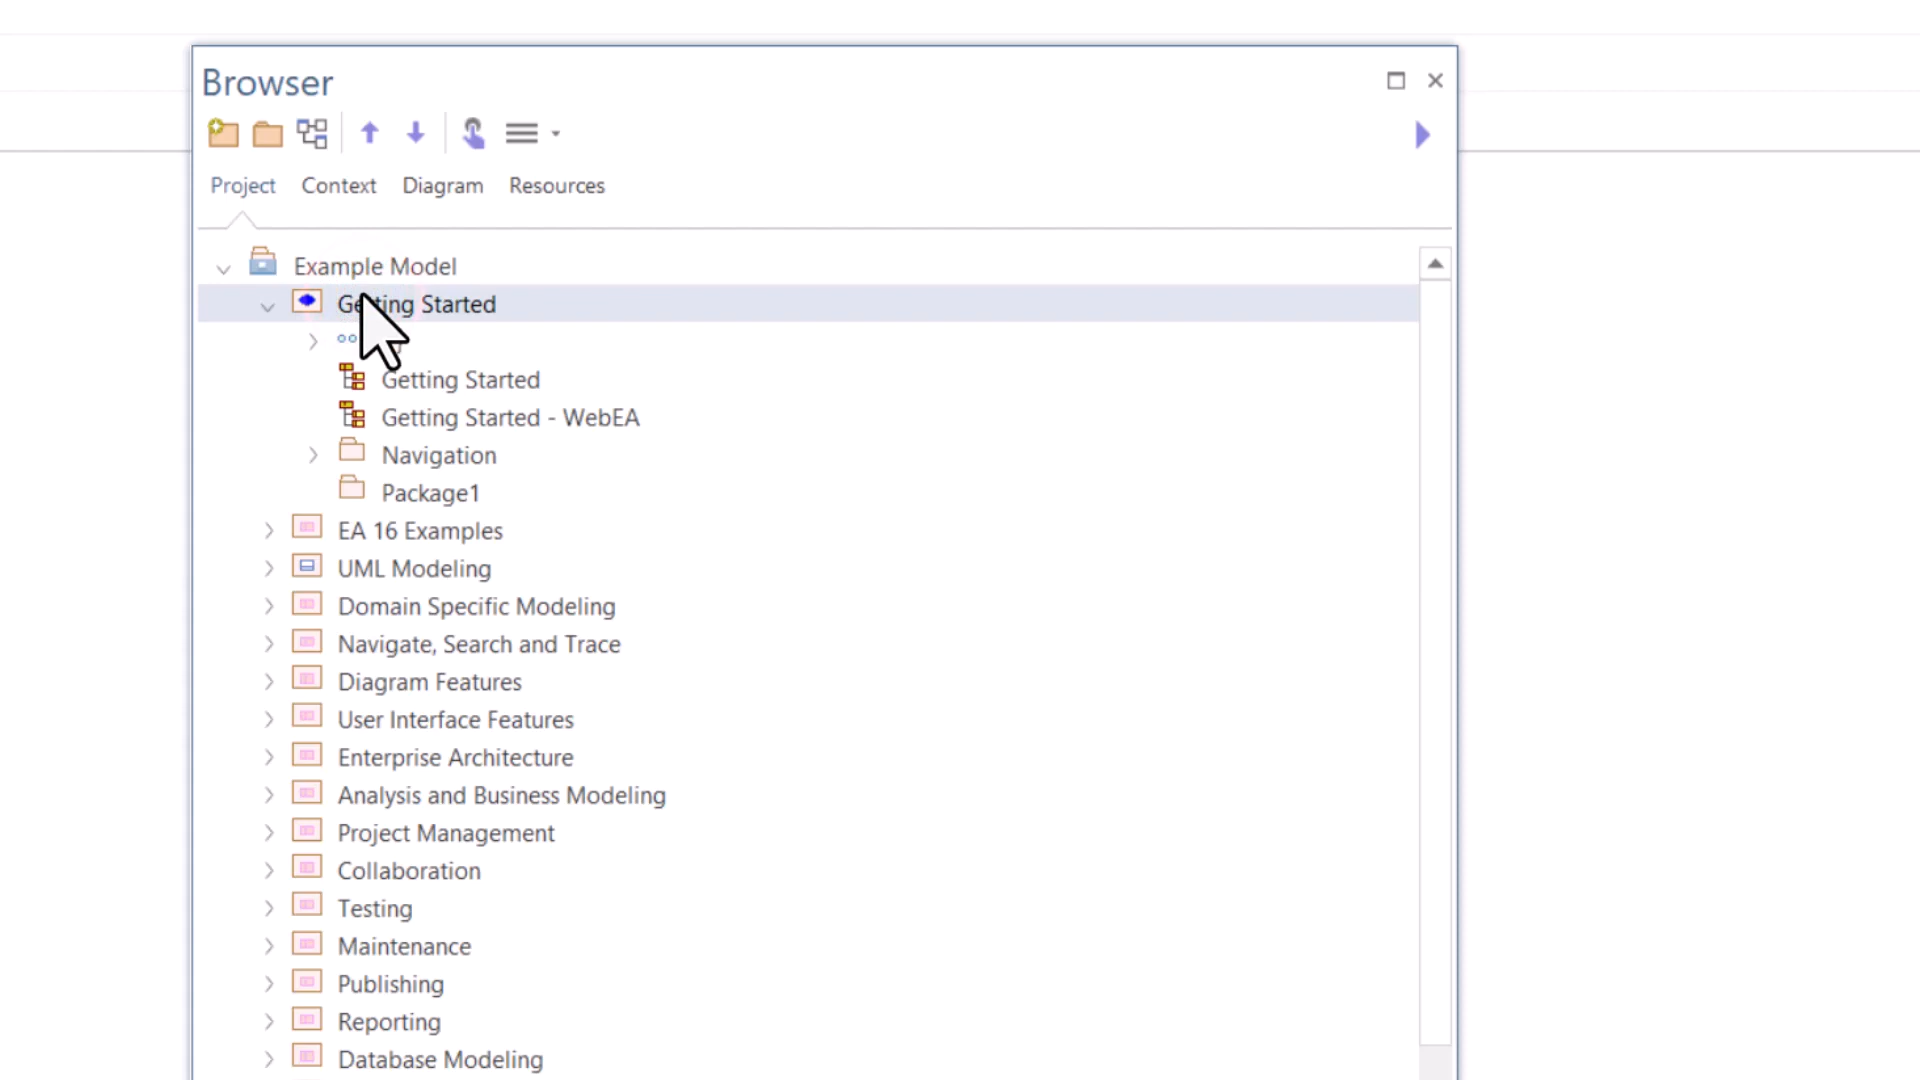 Browser
Project Context Diagram Resources
Example Model
Getting Started
Getting Started
Getting Started - WebEA
Navigation
Package1
EA 16 Examples
UML Modeling
Domain Specific Modeling
Navigate, Search and Trace
Diagram Features
User Interface Features
Enterprise Architecture
Analysis and Business Modeling
Project Management
Collaboration
Testing
Maintenance
Publishing
Reporting
Database Modeling